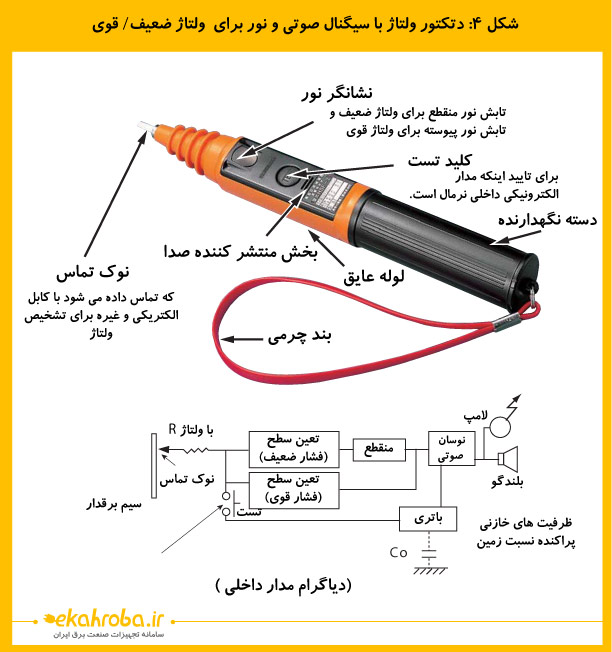 شکل ۴: دتکتور ولتاژ با سیگنال صوتی و نور برای ولتاژ ضعیف/ قوی
نشانگر نور
تابش نور منقطع برای ولتاژ ضعیف و
تابش نور پیوسته برای ولتاژ قوی
کلید تست
برای تایید اینکه مدار
الکترونیکی داخلی نرمال است.
دسته نگهدارنده
بخش منتشر کننده صدا
لوله عایق
نوک تماس
که تماس داده می شود با کابل
الکتریکی و غیره برای تشخیص
ولتاژ
بند چرمی
لامپ
با ولتاژ R
تعین سطح
(فشار ضعیف)
منقطع
نوسان
صوتی
بلندگو
نوک تماس
تعین سطح
(فشار قوی)
سیم برقدار
تست
باتری
ظرفیت های خازنی
پراکنده نسبت زمین
Co
(دیاگرام مدار داخلی )
ekahroba.ir
سامانه تجهیزات صنعت برق ایران